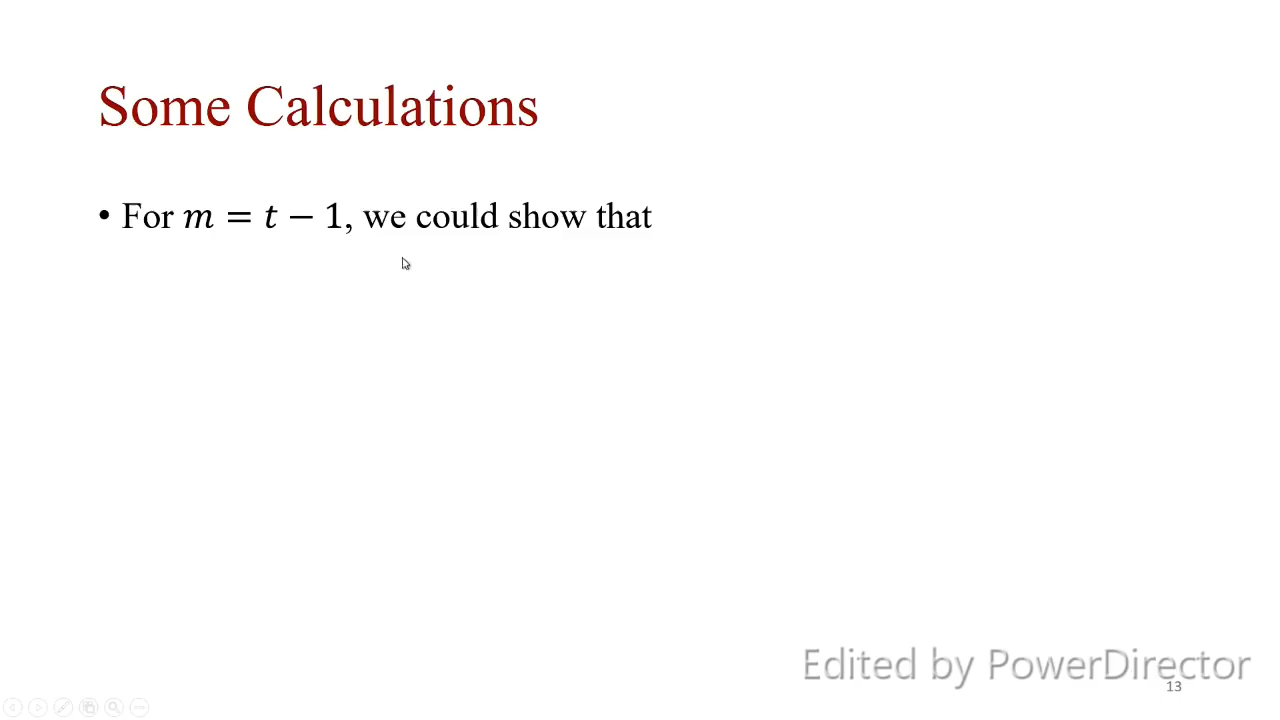 Some Calculations
• For 𝑚 = 𝑡 − 1, we could show that
Edited by PowerDirector
13